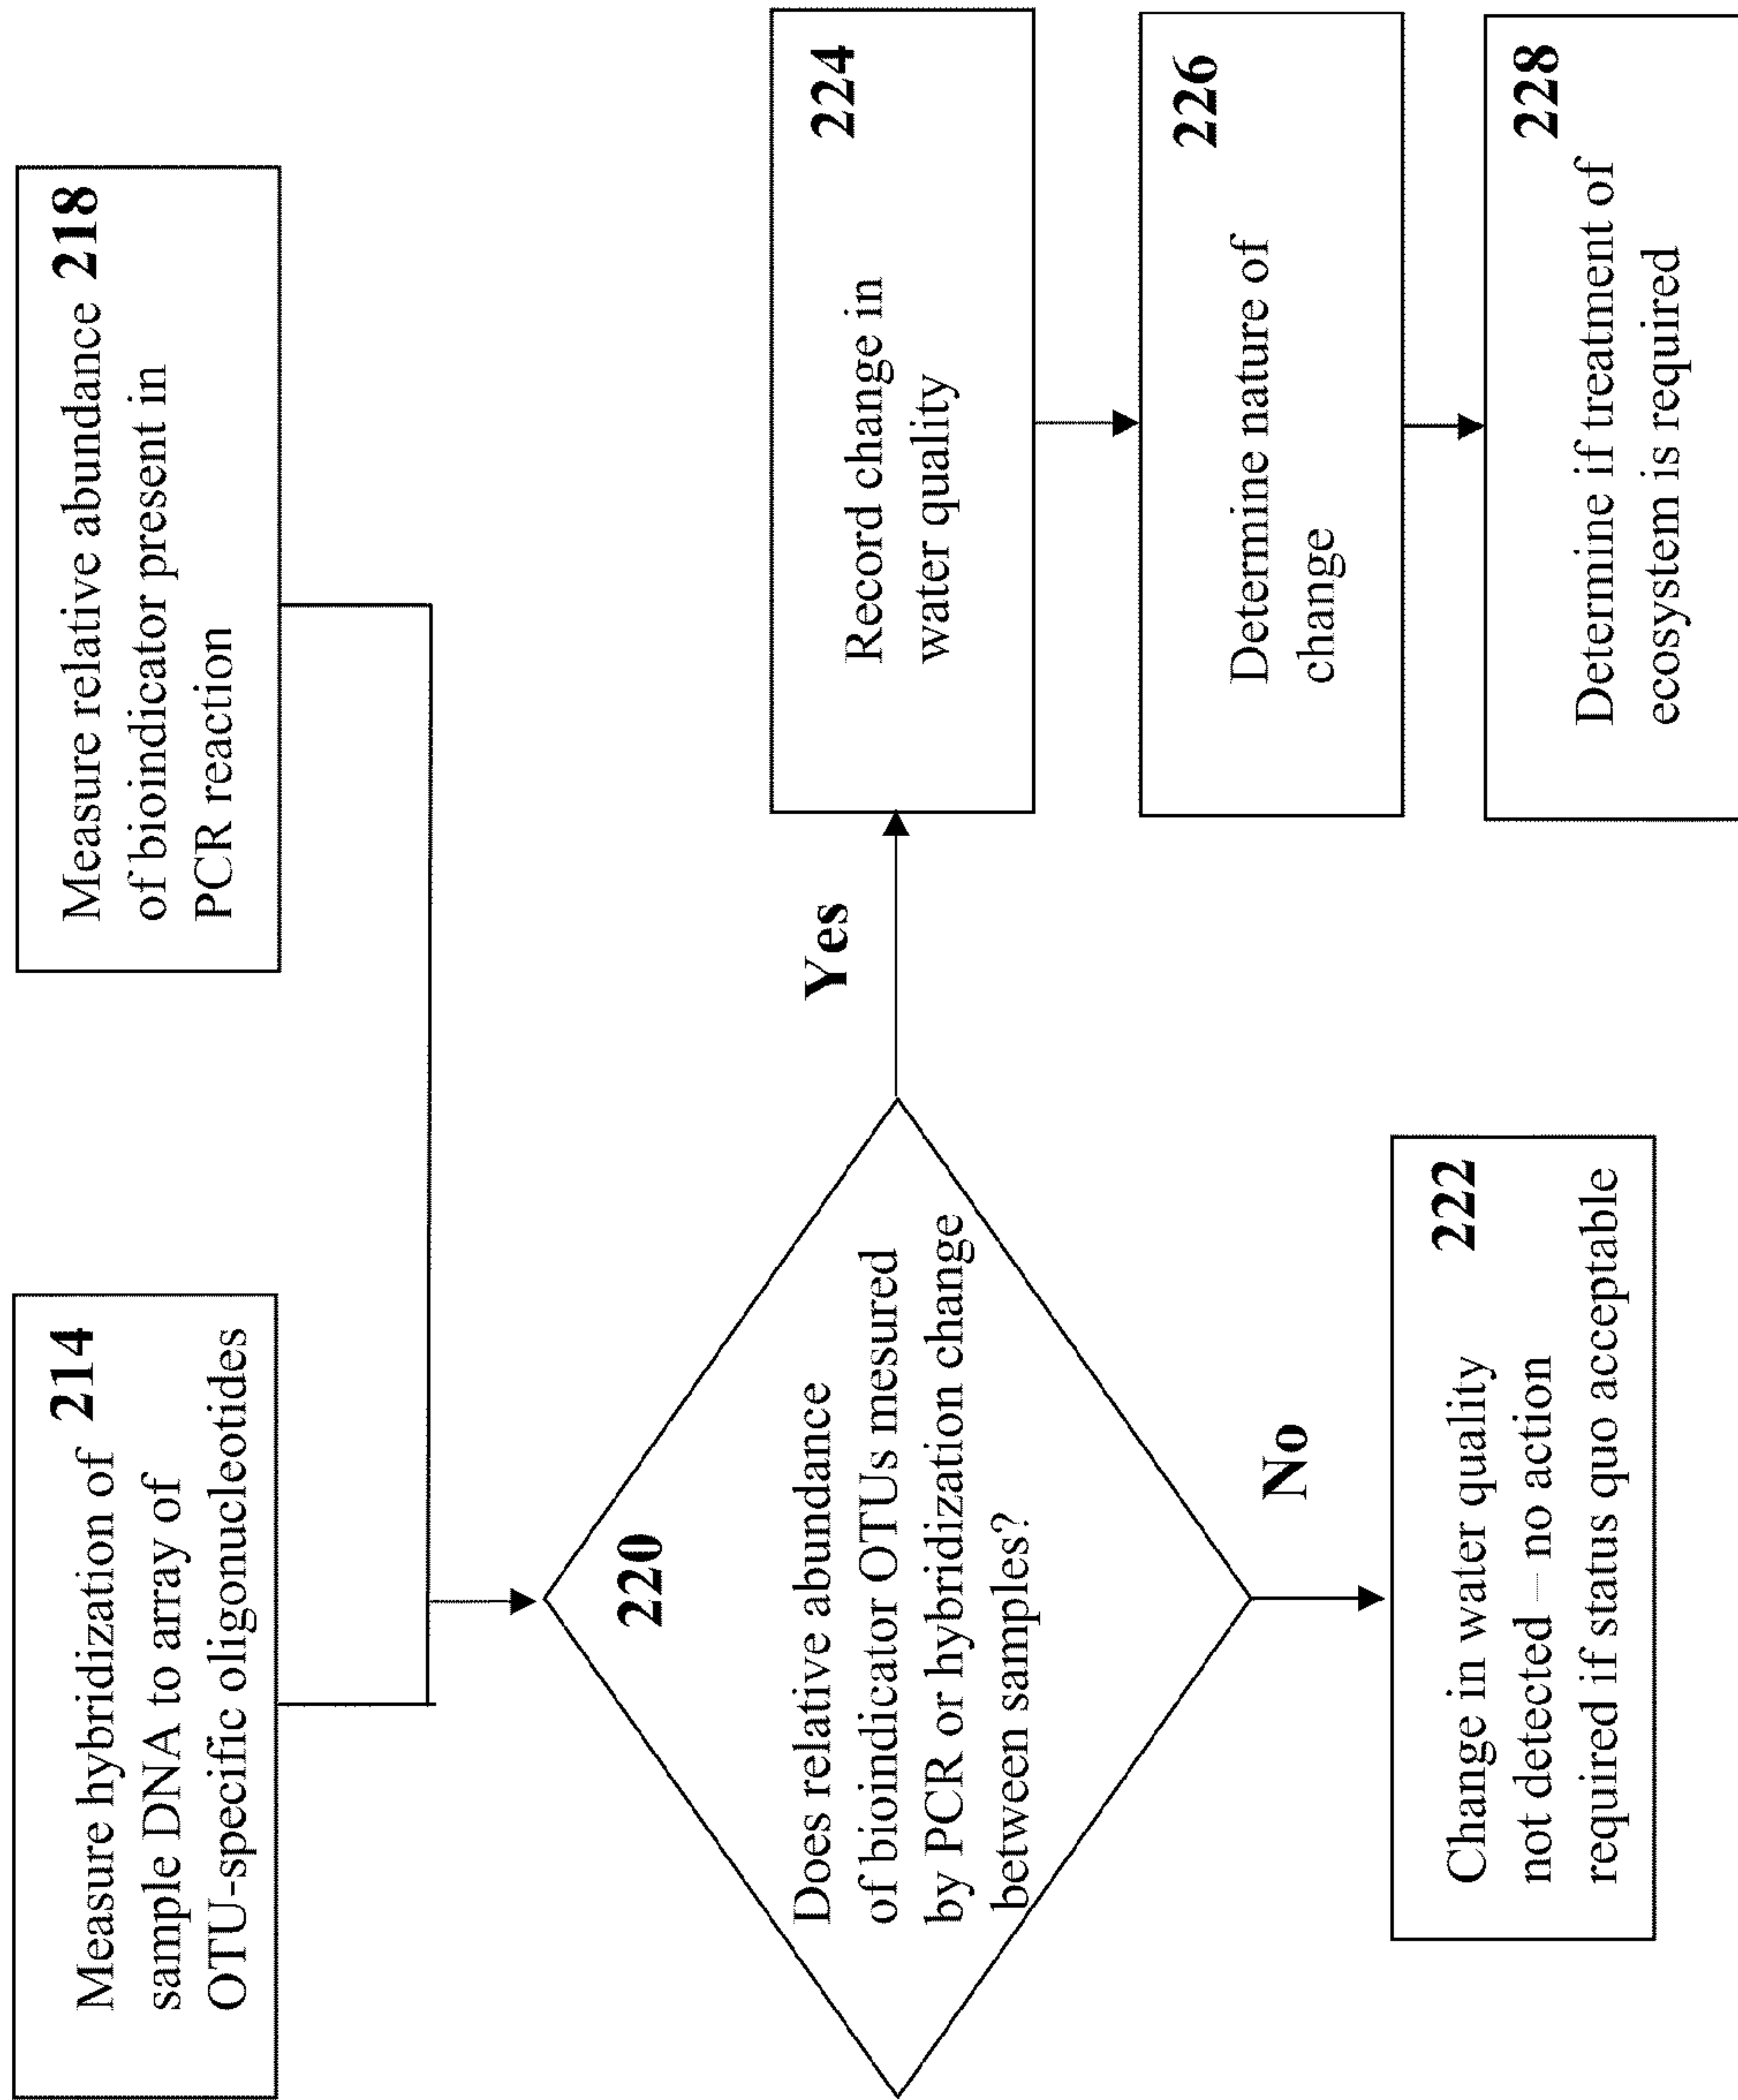 Measure hybridization of 214
sample DNA to array of
OTU-specific oligonucleotides
Measure relative abundance 218
of bioindicator present in
PCR reaction
220
Does relative abundance
of bioindicator OTUs mesured
by PCR or hybridization change
between samples?
Yes
224
Record change in
water quality
226
Determine nature of
change
228
Determine if treatment of
ecosystem is required
No
Change in water quality 222
not detected – no action
required if status quo acceptable